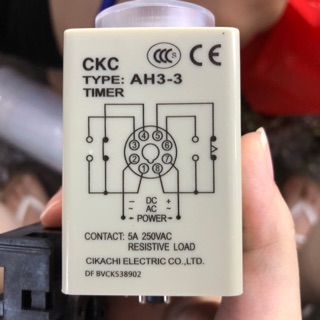 CKC
CCC S
CE
TYPE: AH3-3
TIMER
4 5
3 6
2 7
1 8
− DC +
~ AC ~
POWER
CONTACT: 5A 250VAC
RESISTIVE LOAD
CIKACHI ELECTRIC CO.,LTD.
DF BVCK538902